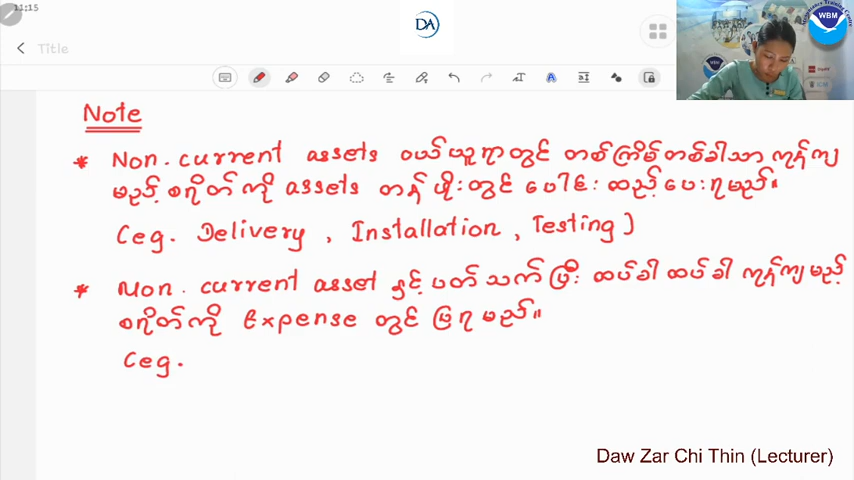 11:15
DA
Title
WBM
Note
* Non-current assets ဝယ်ယူရာတွင် တစ်ကြိမ်တစ်ခါသာ ကုန်ကျ
မည့် စရိတ်ကို assets တန်ဖိုးတွင် ပေါင်းထည့်ပေးရမည်။
(eg. Delivery, Installation, Testing)
* Non-current asset နှင့် ပတ်သက်ပြီး ထပ်ခါထပ်ခါ ကုန်ကျမည့်
စရိတ်ကို Expense တွင် ပြရမည်။
(eg.
Daw Zar Chi Thin (Lecturer)